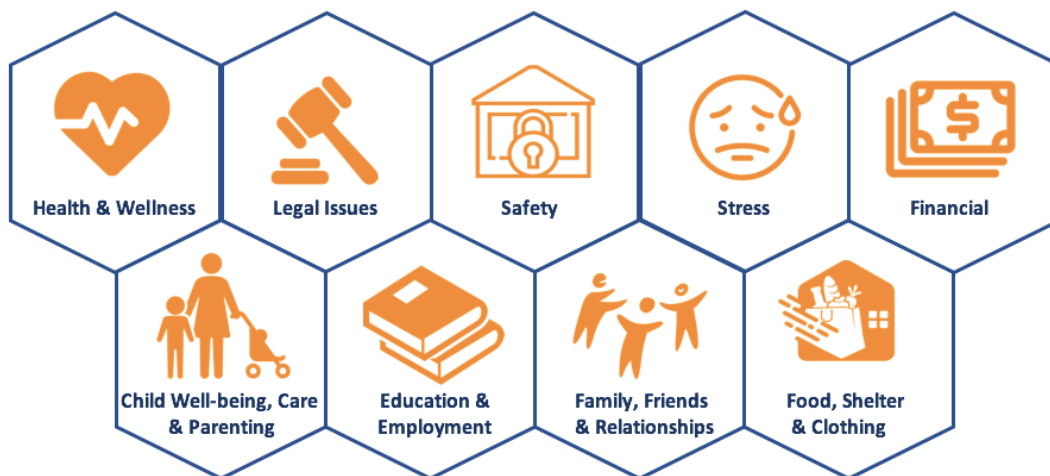 Health & Wellness
Legal Issues
Safety
Stress
$
Financial
Child Well-being, Care
& Parenting
Education &
Employment
Family, Friends
& Relationships
Food, Shelter
& Clothing